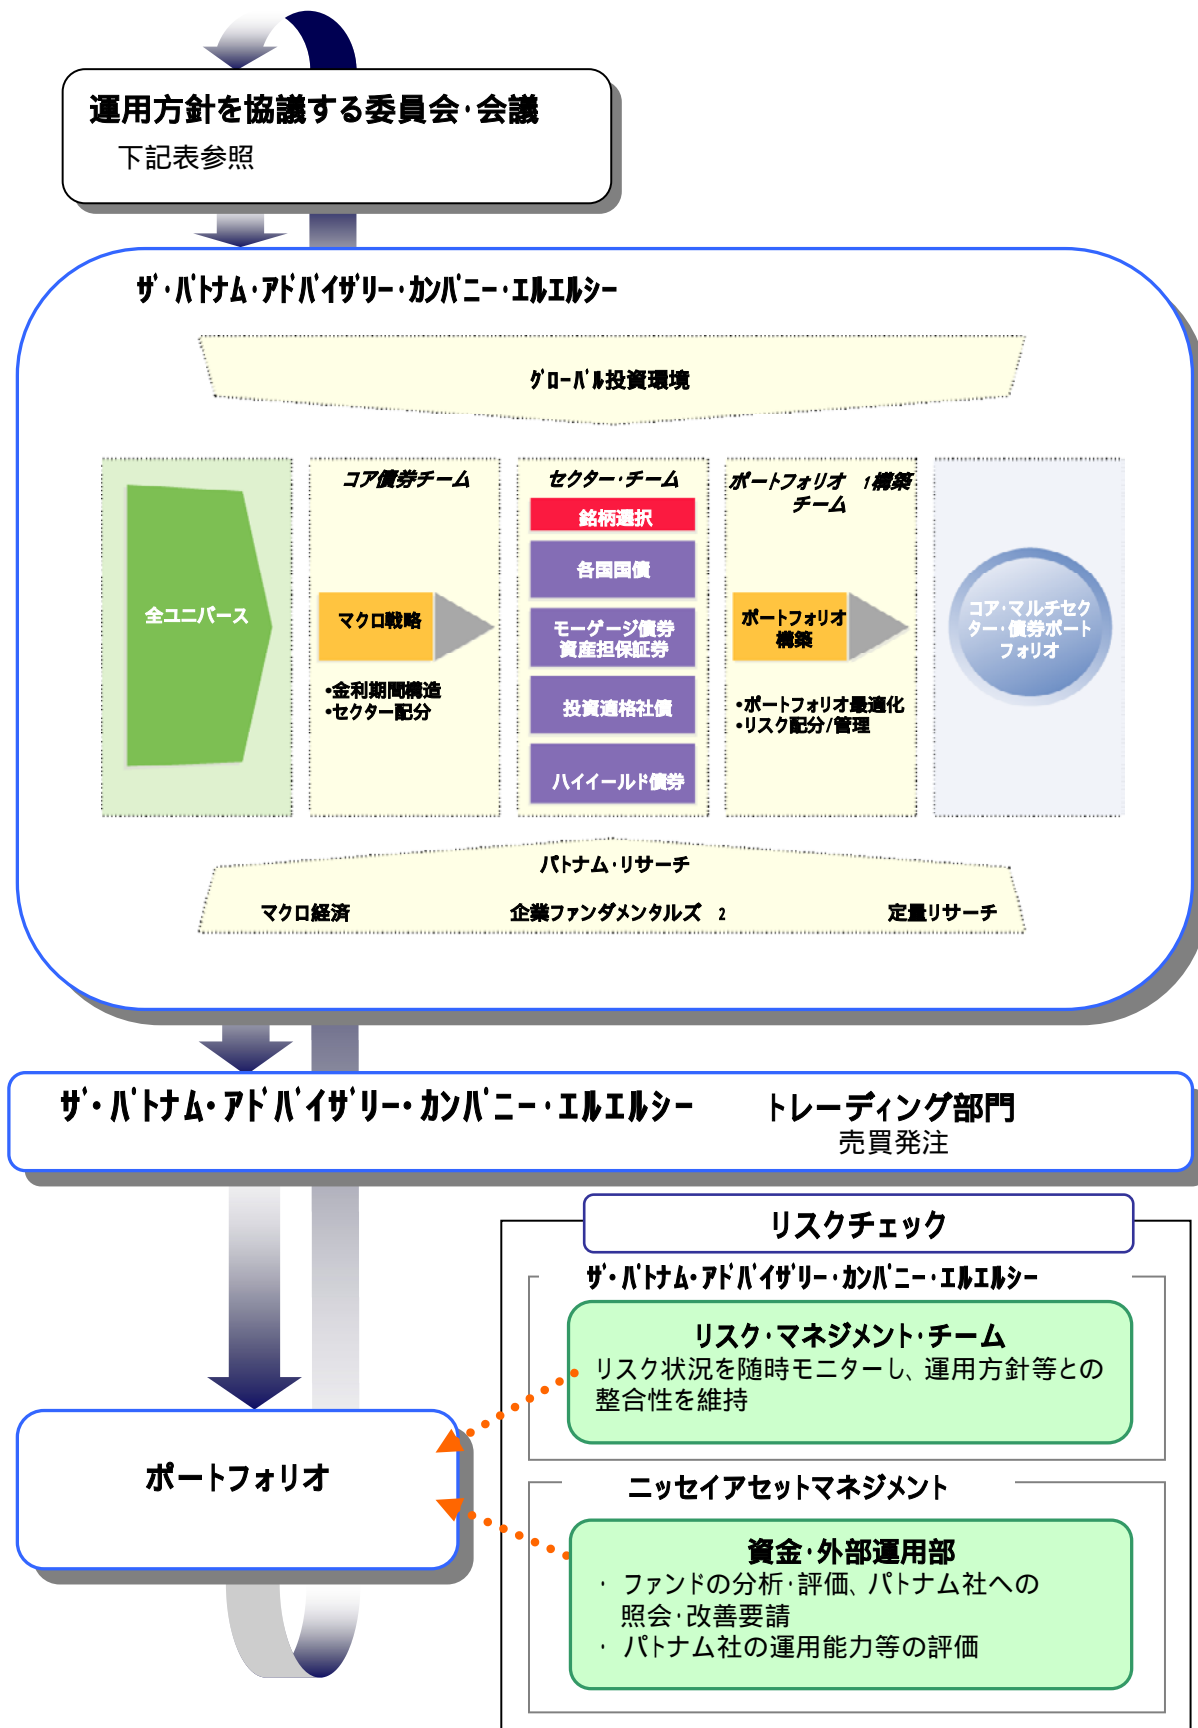 運用方針を協議する委員会・会議
下記表参照
ザ・パトナム・アドバイザリー・カンパニー・エルエルシー
グローバル投資環境
全ユニバース
コア債券チーム
マクロ戦略
・金利期間構造
・セクター配分
セクター・チーム
銘柄選択
各国国債
モーゲージ債券
資産担保証券
投資適格社債
ハイイールド債券
ポートフォリオ 1構築
チーム
ポートフォリオ
構築
・ポートフォリオ最適化
・リスク配分/管理
コア・マルチセク
ター・債券ポート
フォリオ
パトナム・リサーチ
マクロ経済 企業ファンダメンタルズ 2 定量リサーチ
ザ・パトナム・アドバイザリー・カンパニー・エルエルシー トレーディング部門
売買発注
リスクチェック
ザ・パトナム・アドバイザリー・カンパニー・エルエルシー
リスク・マネジメント・チーム
リスク状況を随時モニターし、運用方針等との
整合性を維持
ポートフォリオ
ニッセイアセットマネジメント
資金・外部運用部
・ ファンドの分析・評価、パトナム社への
照会・改善要請
・ パトナム社の運用能力等の評価